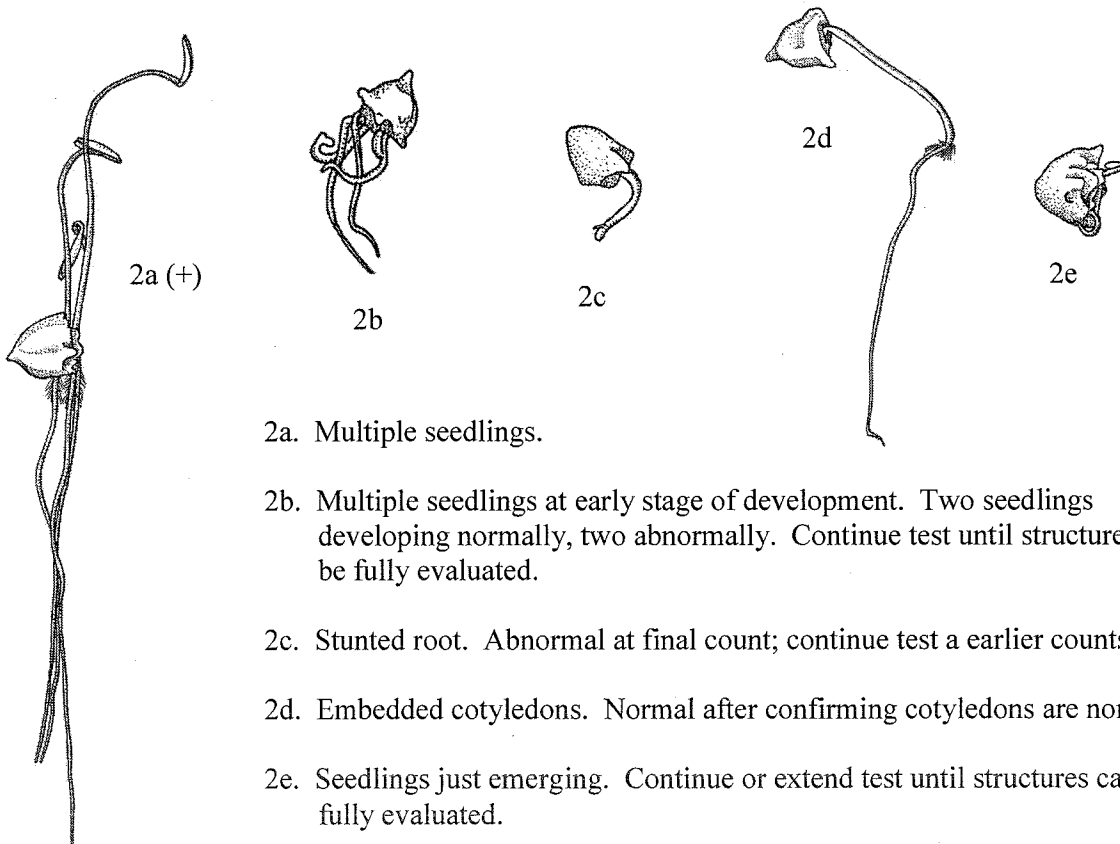 2d
2a (+)
2e
2c
2b
2a. Multiple seedlings.
2b. Multiple seedlings at early stage of development. Two seedlings
developing normally, two abnormally. Continue test until structure
be fully evaluated.
2c. Stunted root. Abnormal at final count; continue test a earlier counts
2d. Embedded cotyledons. Normal after confirming cotyledons are nor
2e. Seedlings just emerging. Continue or extend test until structures ca
fully evaluated.